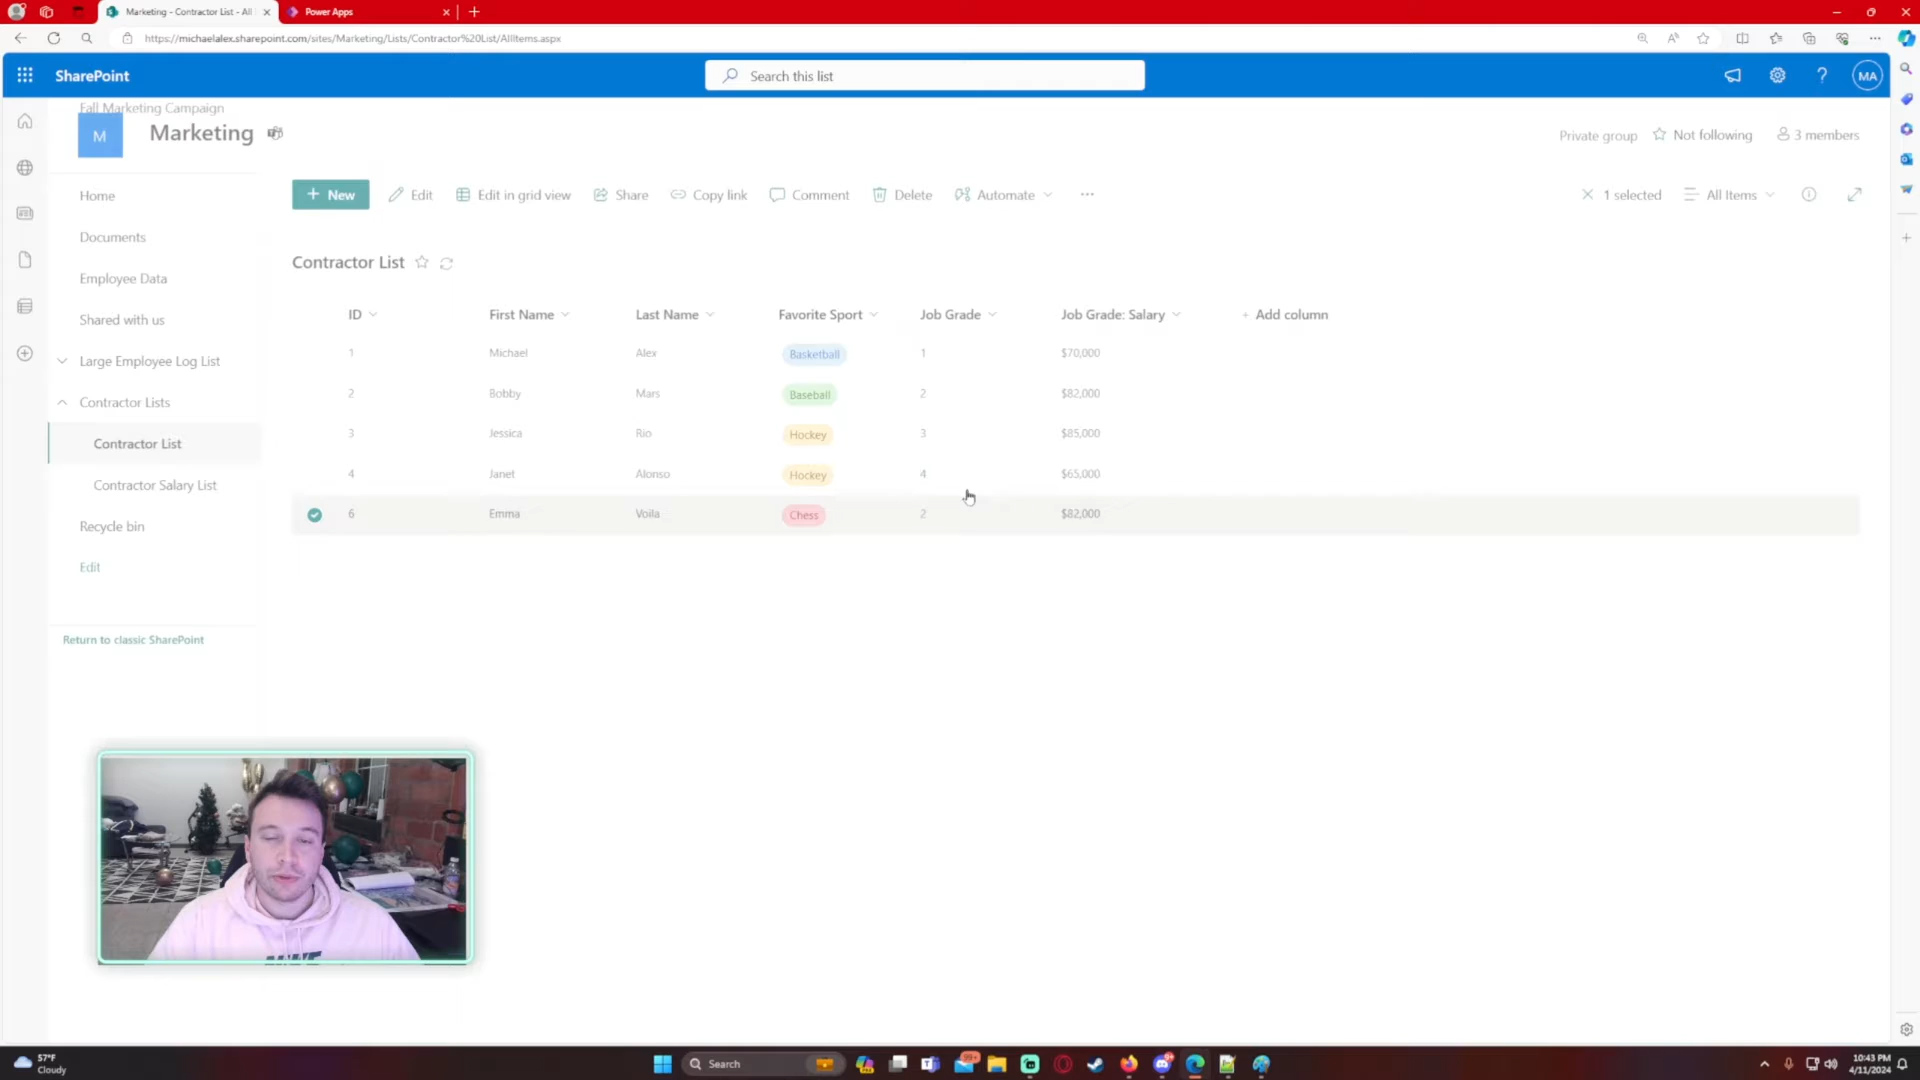 Marketing - Contractor List - All
Power Apps
https://michaelalex.sharepoint.com/sites/Marketing/Lists/Contractor%20List/AllItems.aspx
SharePoint
Search this list
MA
Fall Marketing Campaign
M
Marketing
Private group
Not following
3 members
Home
Documents
Employee Data
Shared with us
Large Employee Log List
Contractor Lists
Contractor List
Contractor Salary List
Recycle bin
Edit
Return to classic SharePoint
+ New
Edit
Edit in grid view
Share
Copy link
Comment
Delete
Automate
1 selected
All Items
Contractor List
ID First Name Last Name Favorite Sport Job Grade Job Grade: Salary + Add column
1 Michael Alex Basketball 1 $70,000
2 Bobby Mars Baseball 2 $82,000
3 Jessica Rio Hockey 3 $85,000
4 Janet Alonso Hockey 4 $65,000
6 Emma Voila Chess 2 $82,000
57°F
Cloudy
Search
99+
10:43 PM
4/11/2024